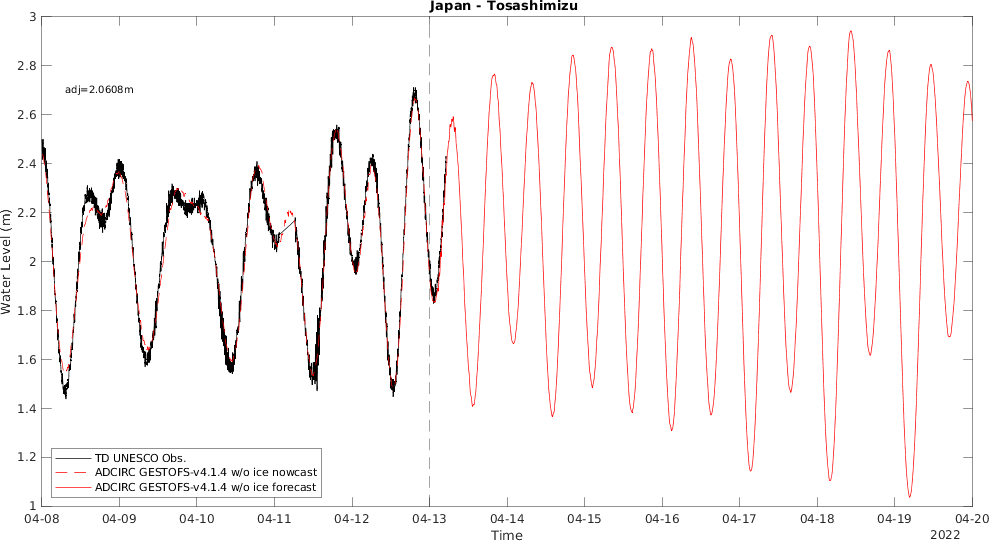 Japan - Tosashimizu
3
2.8
2.6
2.4
2.2
2
1.8
1.6
1.4
1.2
1
Water Level (m)
adj=2.0608m
TD UNESCO Obs.
ADCIRC GESTOFS-v4.1.4 w/o ice nowcast
ADCIRC GESTOFS-v4.1.4 w/o ice forecast
04-08 04-09 04-10 04-11 04-12 04-13 04-14 04-15 04-16 04-17 04-18 04-19 04-20
Time
2022